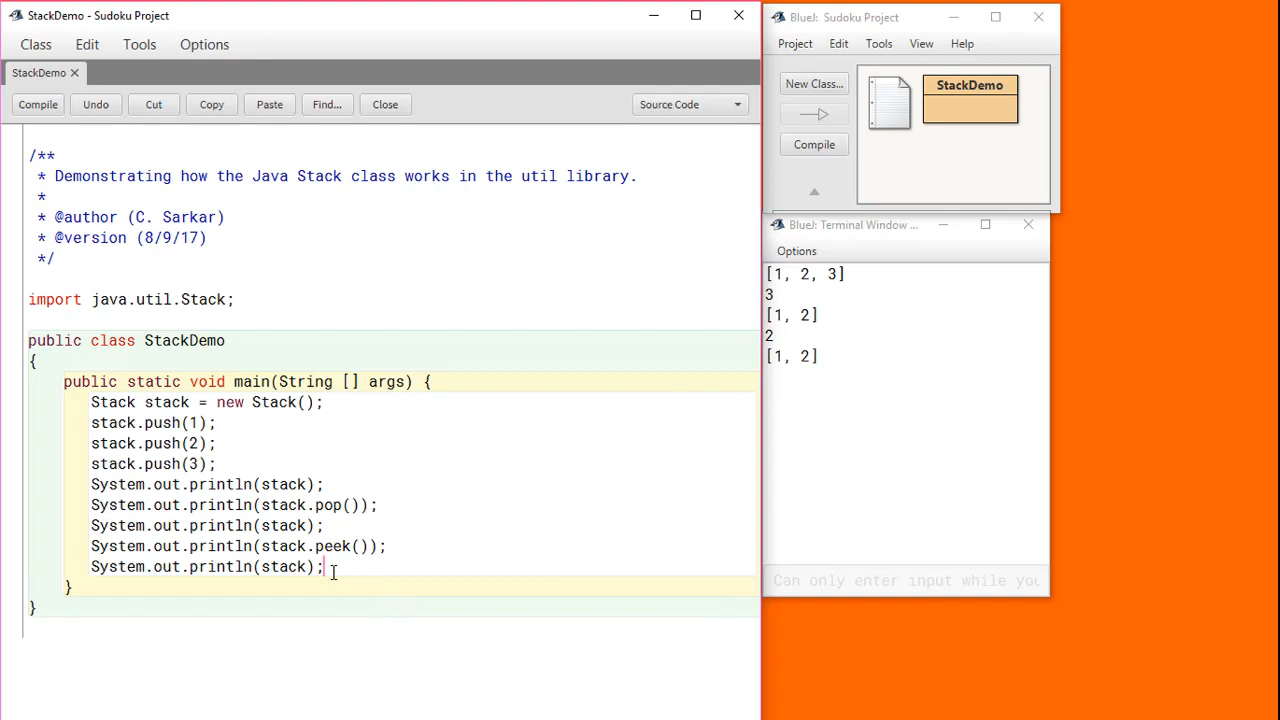 StackDemo - Sudoku Project
Class Edit Tools Options
StackDemo ×
Compile Undo Cut Copy Paste Find... Close Source Code
/**
 * Demonstrating how the Java Stack class works in the util library.
 *
 * @author (C. Sarkar)
 * @version (8/9/17)
 */
import java.util.Stack;
public class StackDemo
{
public static void main(String [] args) {
Stack stack = new Stack();
stack.push(1);
stack.push(2);
stack.push(3);
System.out.println(stack);
System.out.println(stack.pop());
System.out.println(stack);
System.out.println(stack.peek());
System.out.println(stack);
}
}
BlueJ: Sudoku Project
Project Edit Tools View Help
New Class...
StackDemo
Compile
BlueJ: Terminal Window ...
Options
[1, 2, 3]
3
[1, 2]
2
[1, 2]
Can only enter input while you